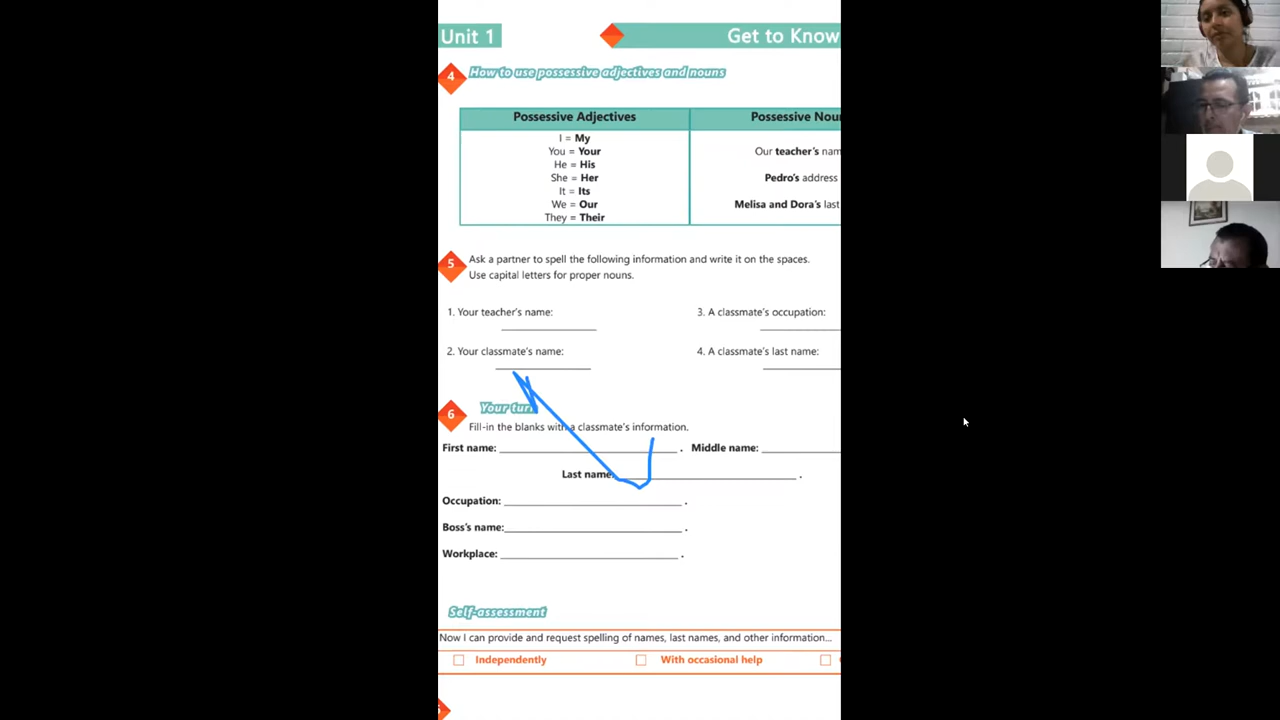 Unit 1
Get to Know
4
How to use possessive adjectives and nouns
Possessive Adjectives
Possessive Nou
I = My
You = Your
He = His
She = Her
It = Its
We = Our
They = Their
Our teacher's nam
Pedro's address
Melisa and Dora's last
5
Ask a partner to spell the following information and write it on the spaces.
Use capital letters for proper nouns.
1. Your teacher's name:
3. A classmate's occupation:
2. Your classmate's name:
4. A classmate's last name:
6
Your turn
Fill-in the blanks with a classmate's information.
First name: . Middle name:
Last name: .
Occupation: .
Boss's name: .
Workplace: .
Self-assessment
Now I can provide and request spelling of names, last names, and other information...
Independently
With occasional help